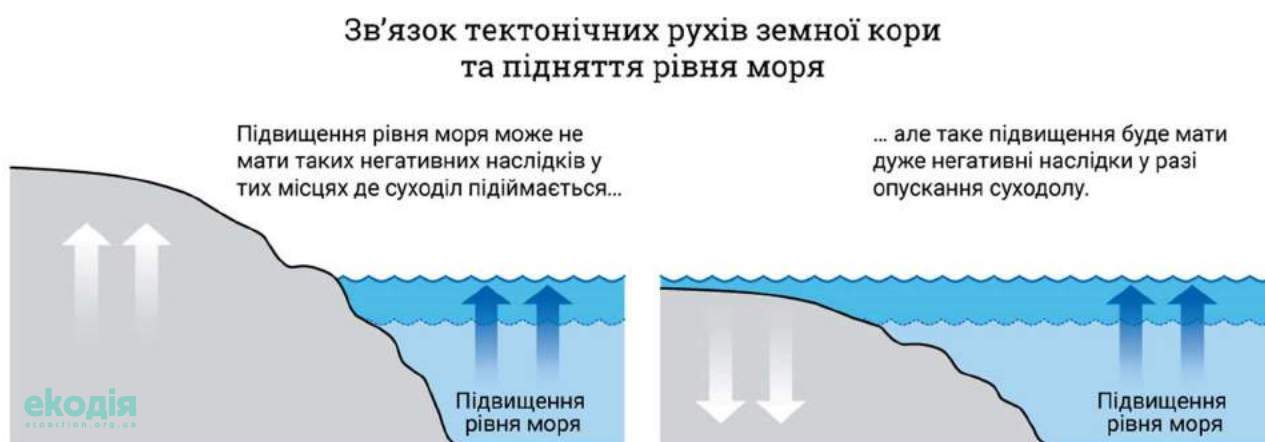 Зв’язок тектонічних рухів земної кори
та підняття рівня моря
Підвищення рівня моря може не
мати таких негативних наслідків у
тих місцях де суходіл підіймається...
... але таке підвищення буде мати
дуже негативні наслідки у разі
опускання суходолу.
Підвищення
рівня моря
Підвищення
рівня моря
екодія
ecoaction.org.ua